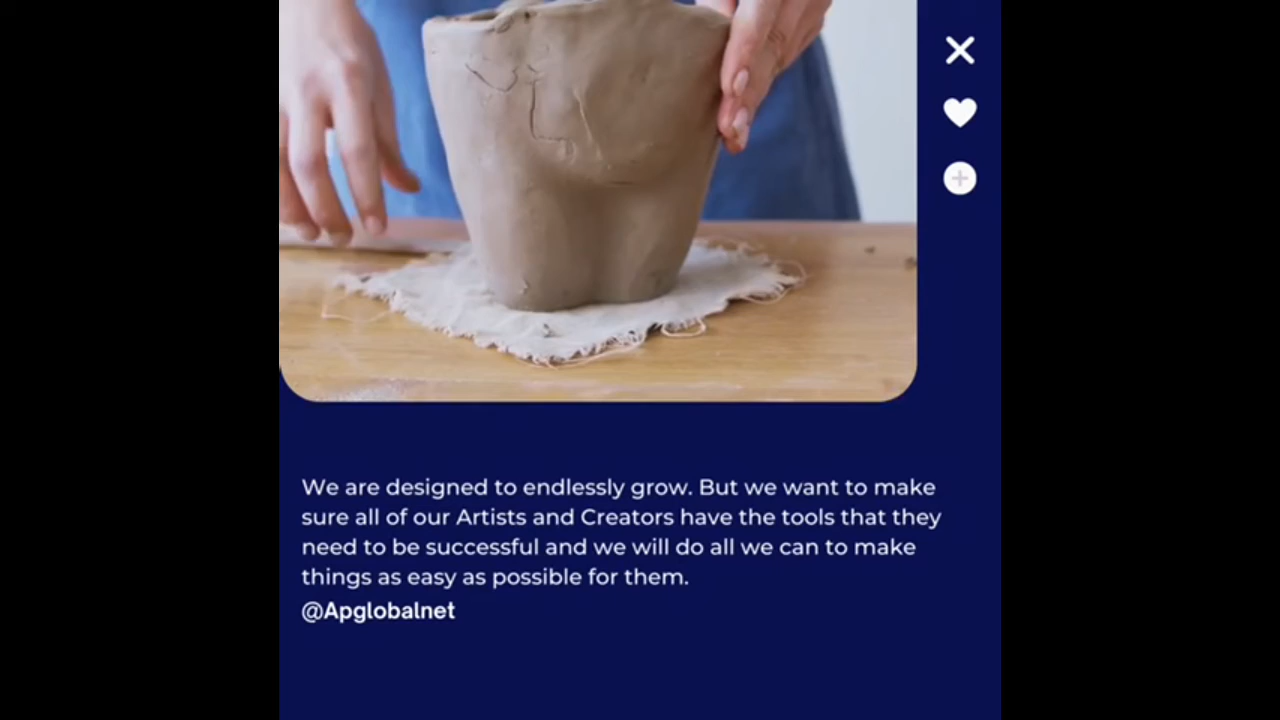 We are designed to endlessly grow. But we want to make
sure all of our Artists and Creators have the tools that they
need to be successful and we will do all we can to make
things as easy as possible for them.
@Apglobalnet